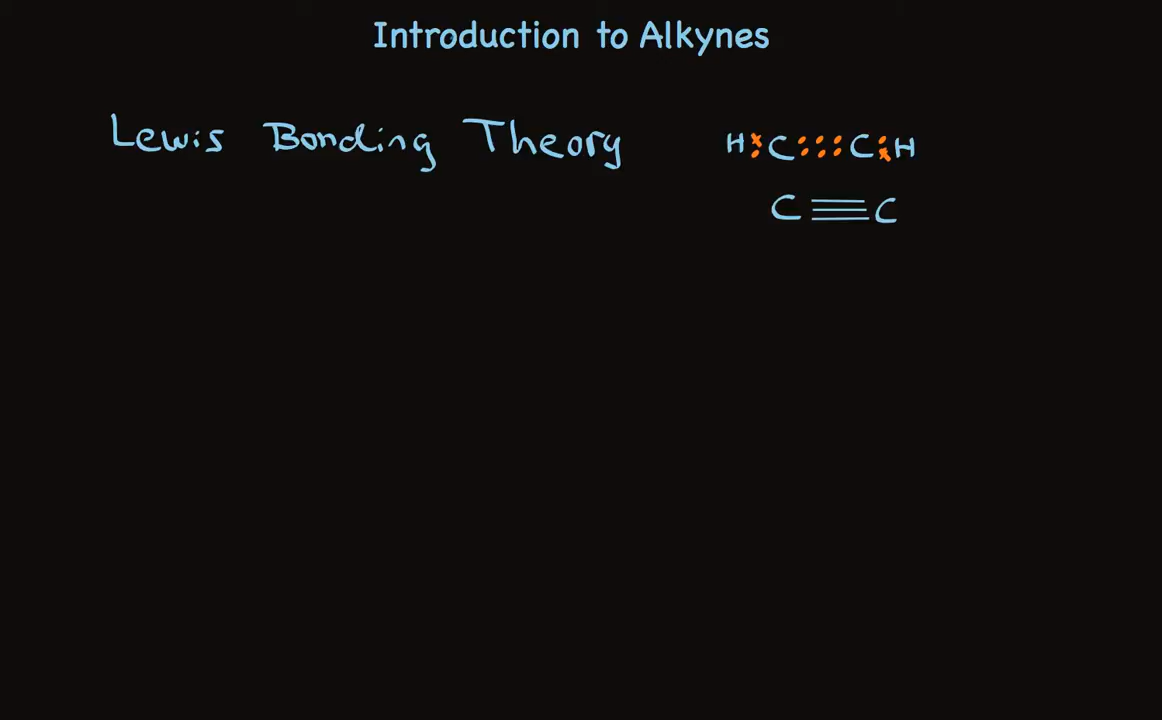 Introduction to Alkynes
Lewis Bonding Theory
H:C:::C:H
C≡C